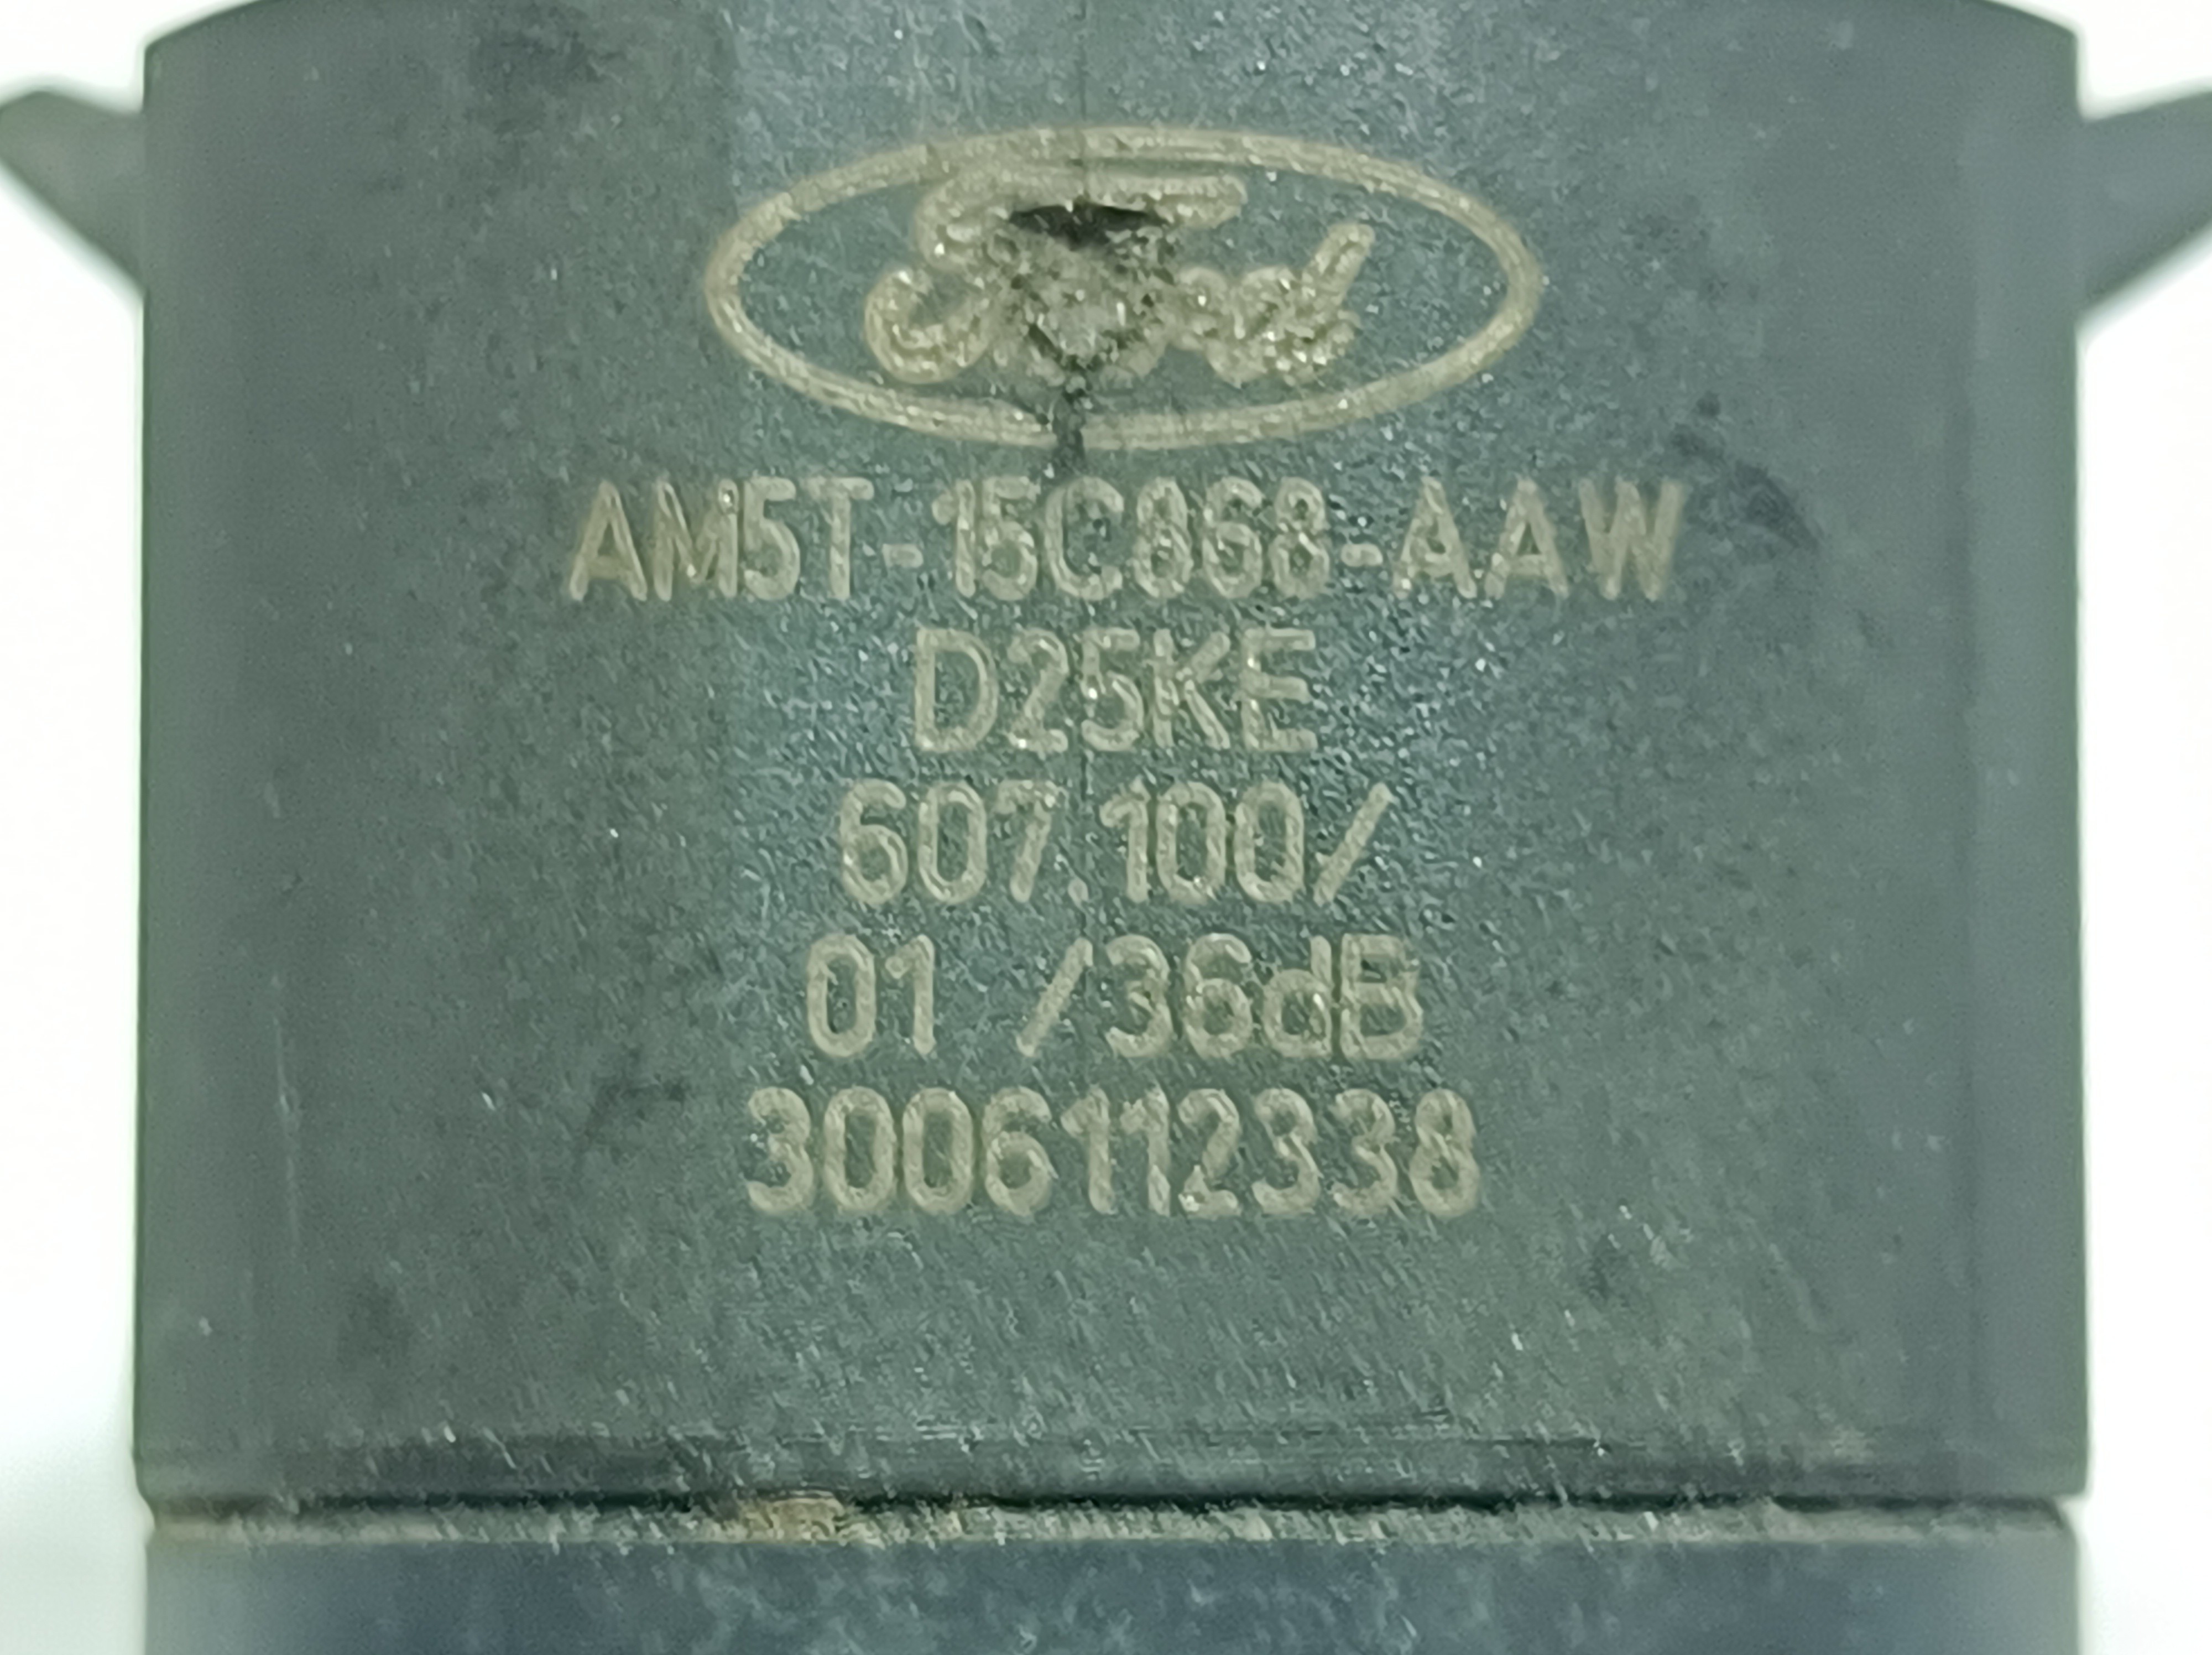 Ford
AM5T-15C868-AAW
D25KE
607.100/
01 /36dB
3006112338